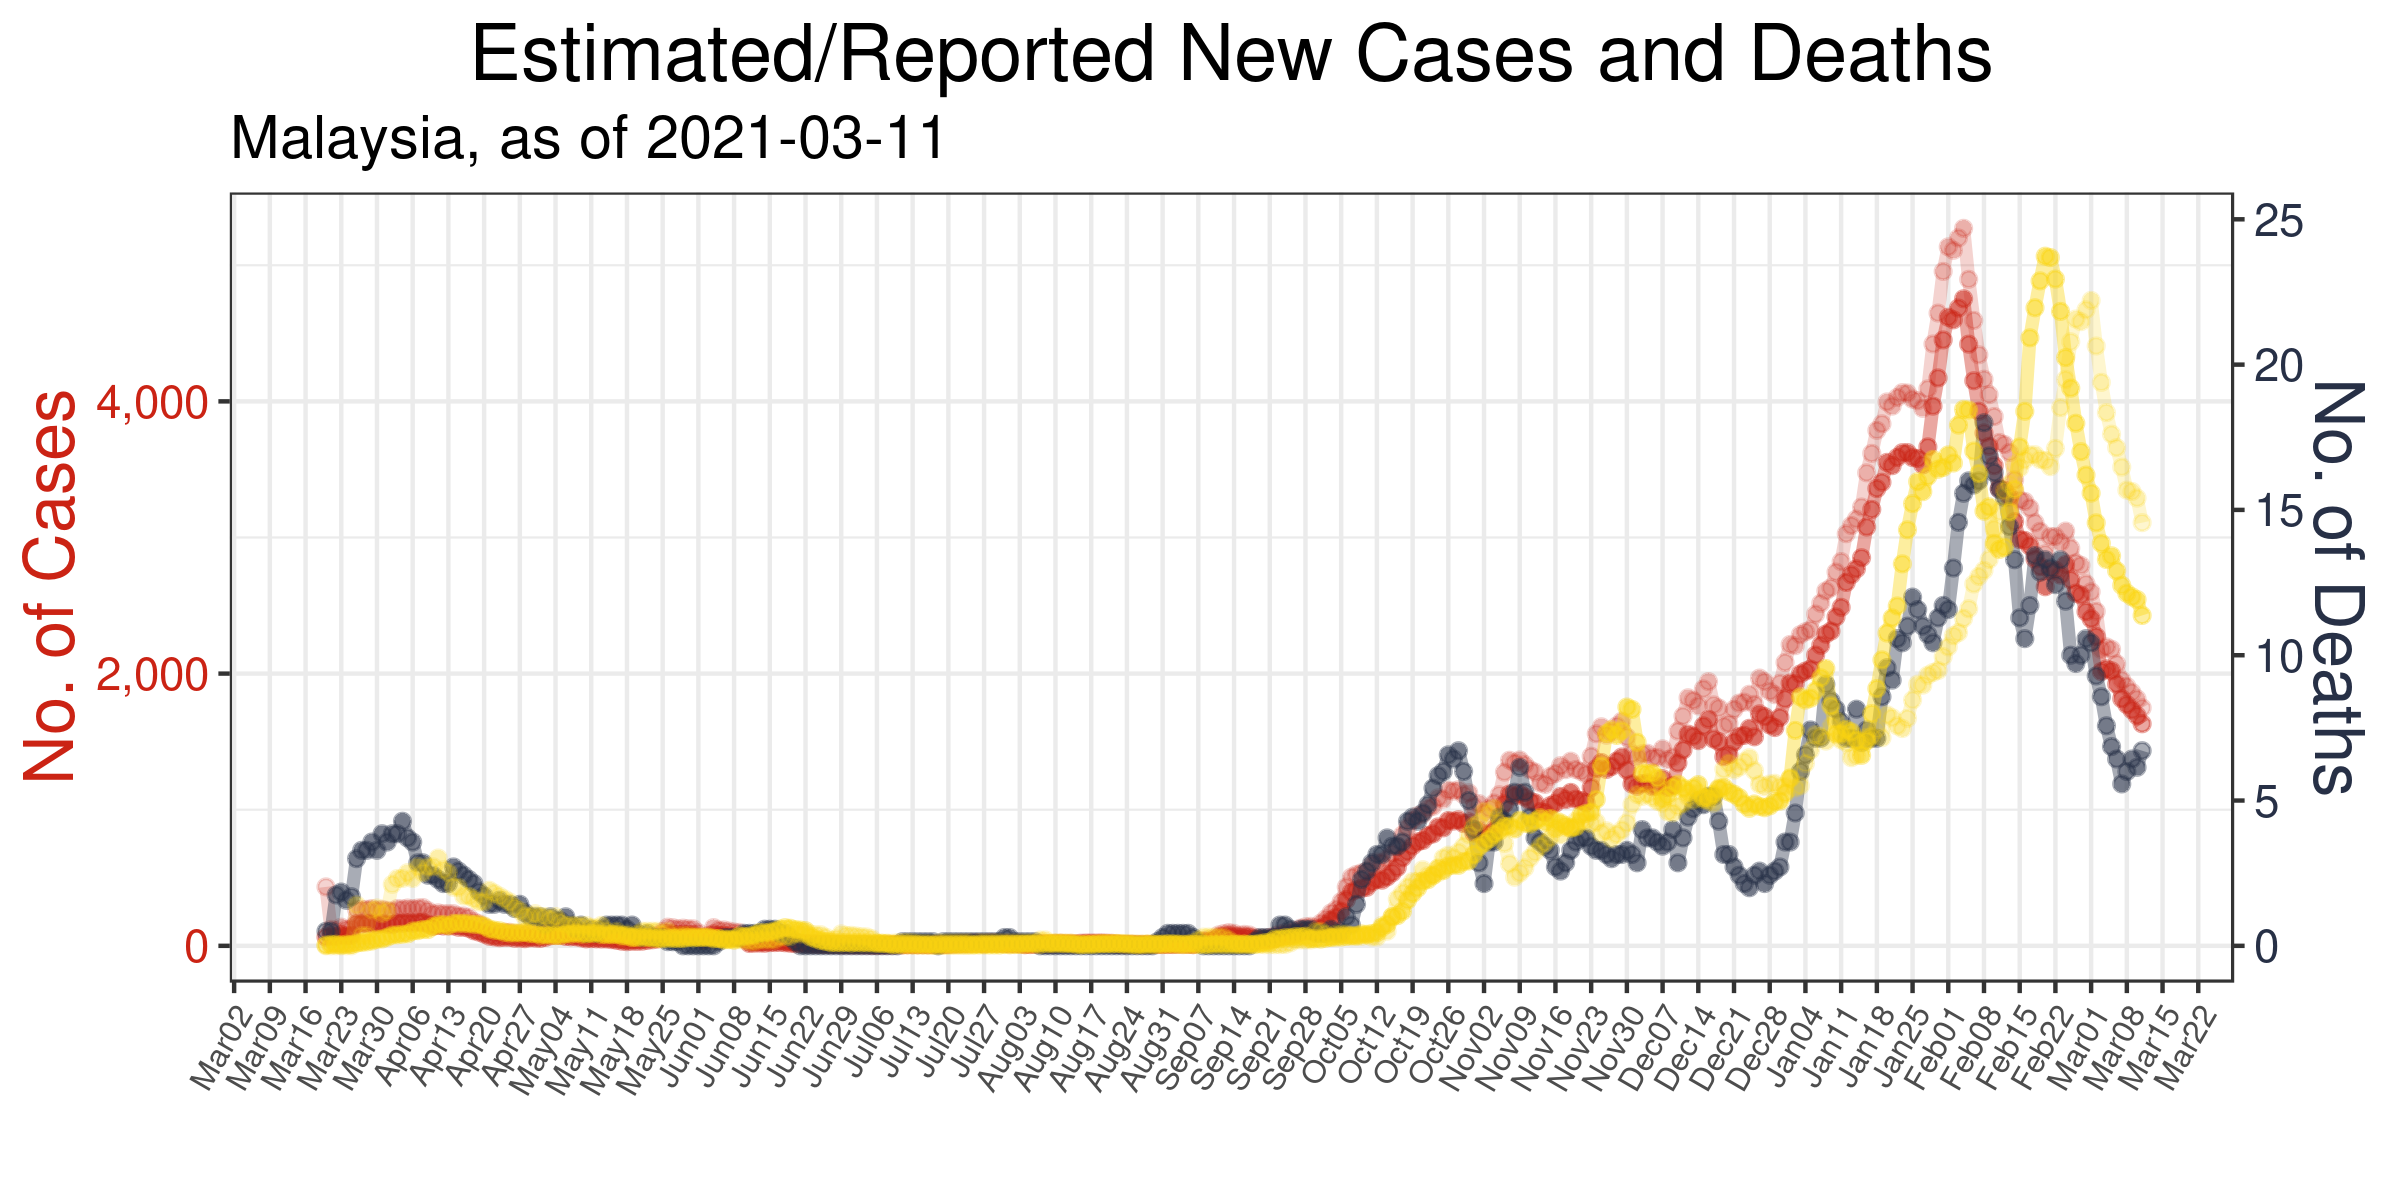 Estimated/Reported New Cases and Deaths
Malaysia, as of 2021-03-11
No. of Cases
4,000
2,000
0
No. of Deaths
25
20
15
10
5
0
Mar02
Mar09
Mar16
Mar23
Mar30
Apr06
Apr13
Apr20
Apr27
May04
May11
May18
May25
Jun01
Jun08
Jun15
Jun22
Jun29
Jul06
Jul13
Jul20
Jul27
Aug03
Aug10
Aug17
Aug24
Aug31
Sep07
Sep14
Sep21
Sep28
Oct05
Oct12
Oct19
Oct26
Nov02
Nov09
Nov16
Nov23
Nov30
Dec07
Dec14
Dec21
Dec28
Jan04
Jan11
Jan18
Jan25
Feb01
Feb08
Feb15
Feb22
Mar01
Mar08
Mar15
Mar22